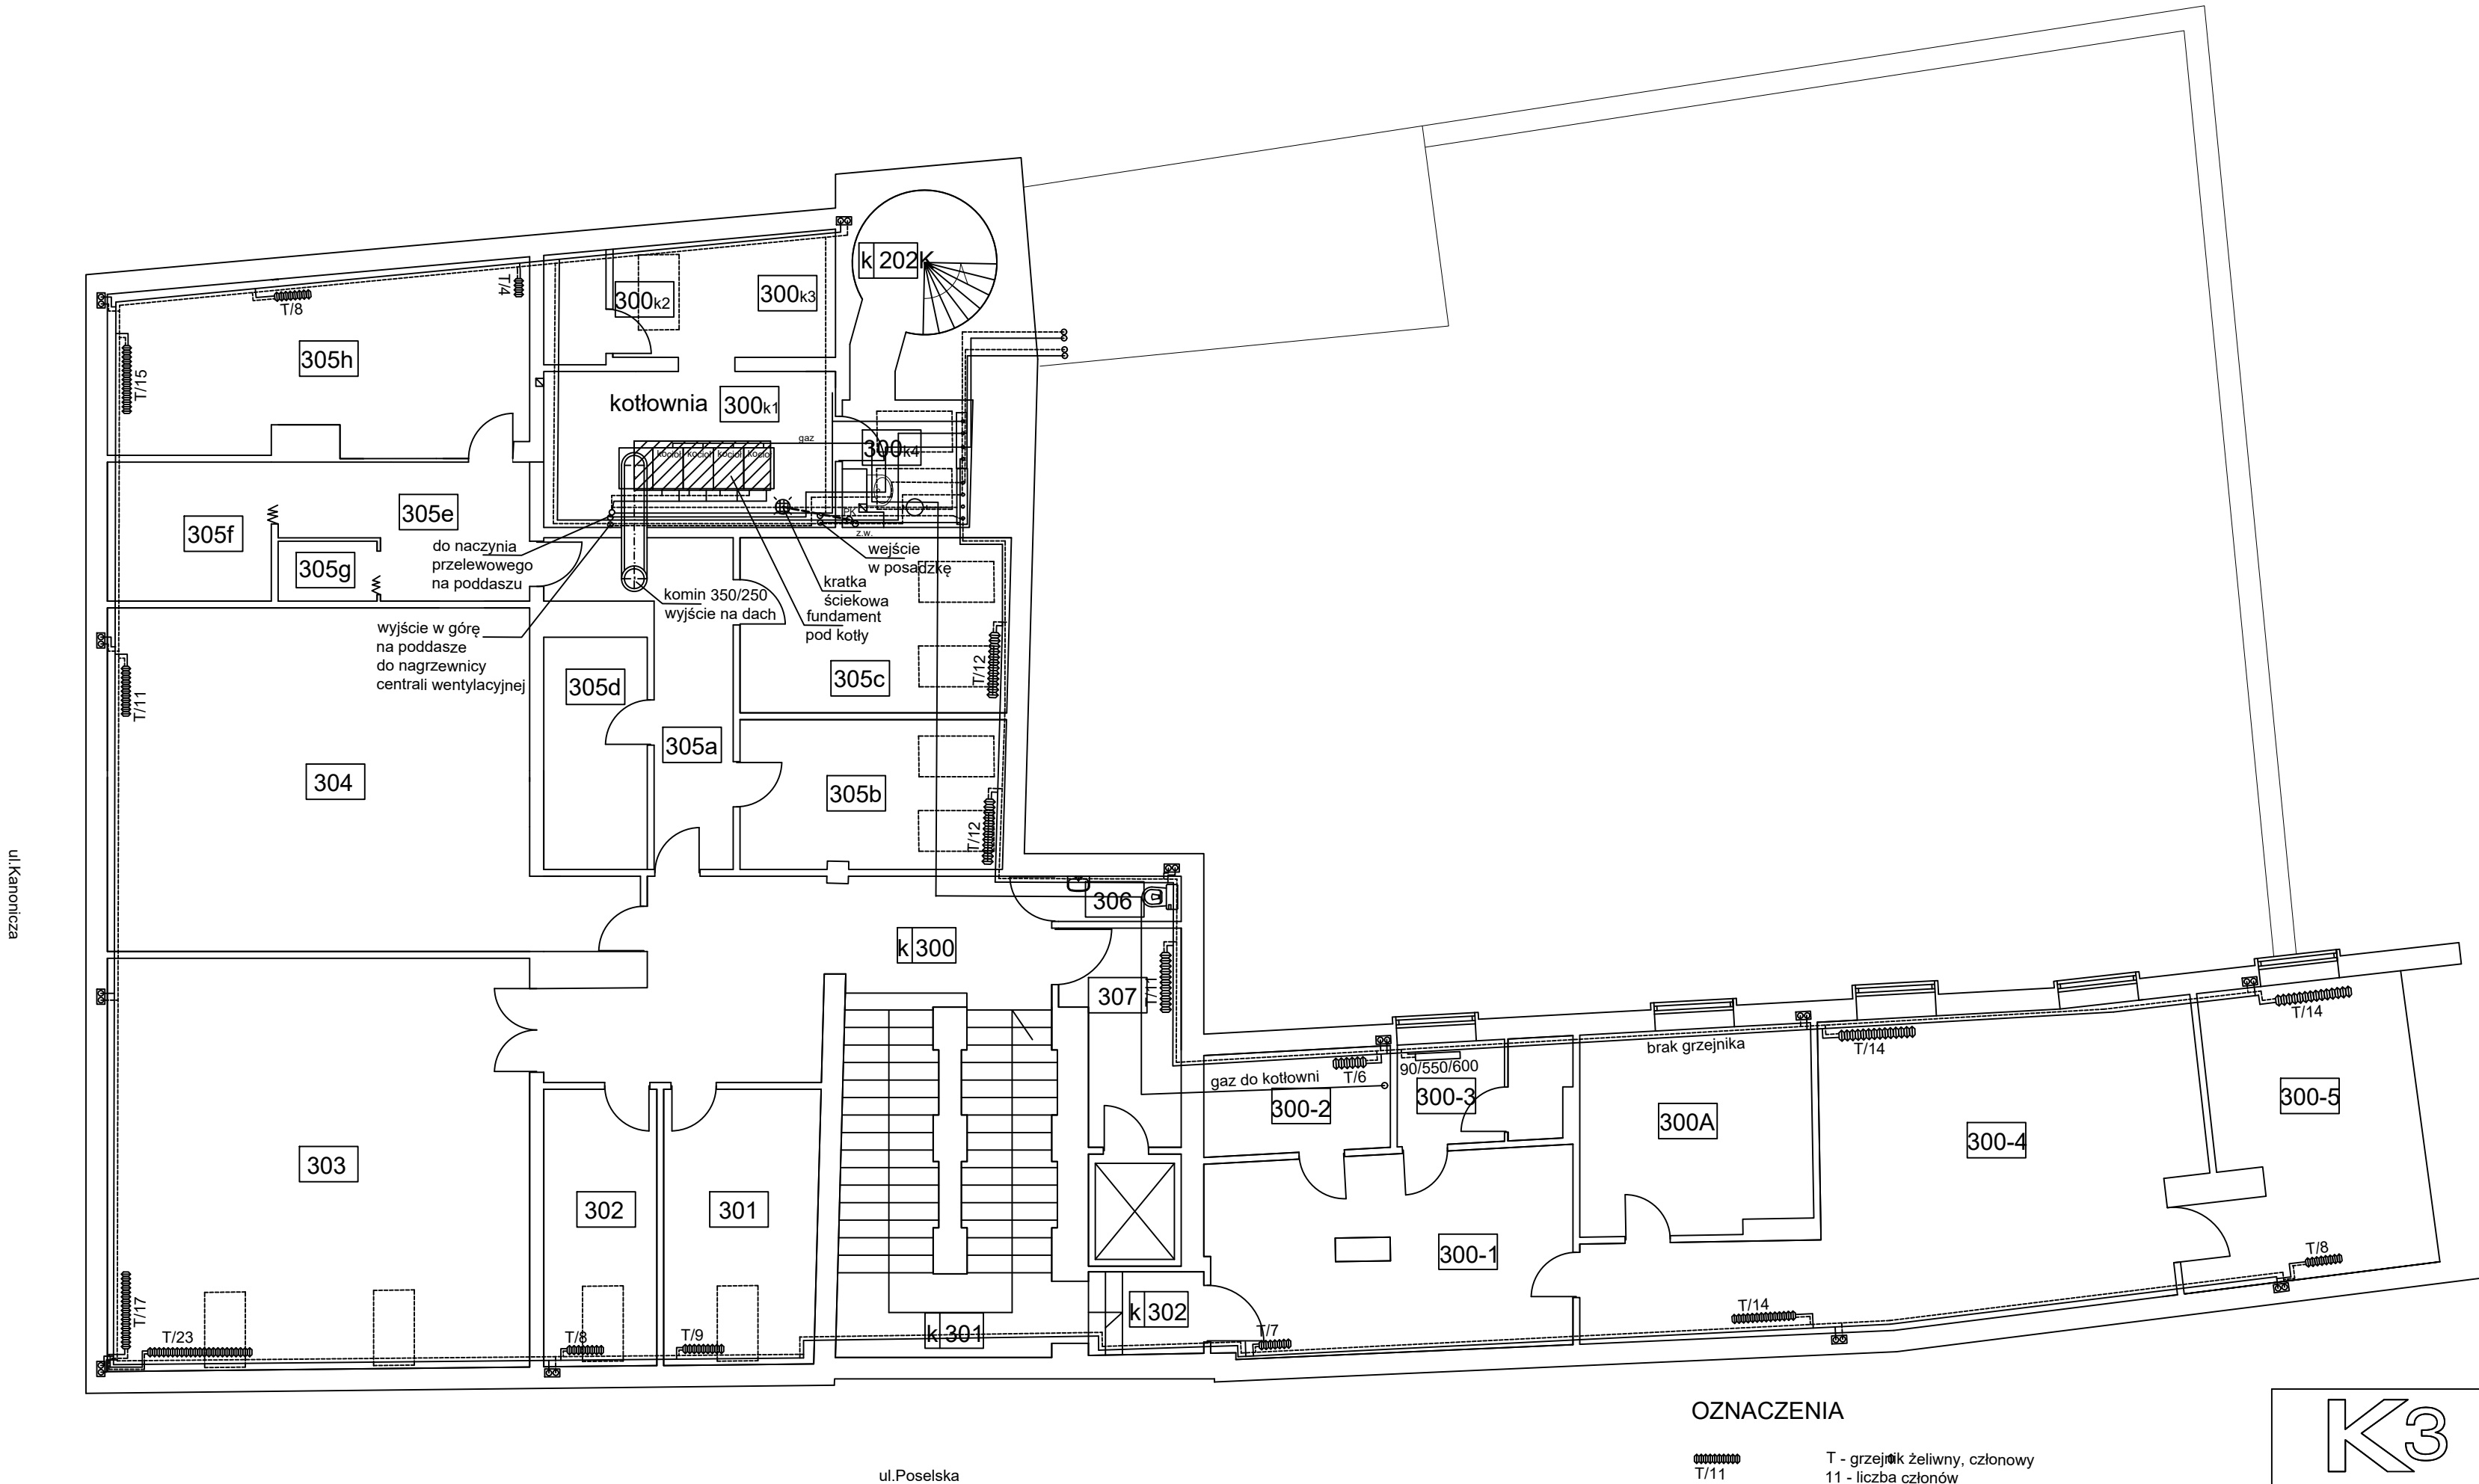 k 202K
300k2
300k3
T/4
T/8
305h
T/15
kotłownia
300k1
gaz
300k4
kocioł kocioł kocioł kocioł
305e
305f
305g
PK
z.w.
do naczynia
przelewowego
na poddaszu
wejście
w posadzkę
kratka
ściekowa
komin 350/250
wyjście na dach
fundament
pod kotły
wyjście w górę
na poddasze
do nagrzewnicy
centrali wentylacyjnej
305d
305c
T/12
T/11
305a
304
305b
T/12
ul.Kanonicza
306
k 300
307
T/11
T/14
brak grzejnika
T/14
90/550/600
T/6
gaz do kotłowni
300-2
300-3
300A
300-4
300-5
303
302
301
300-1
T/8
T/17
T/23
T/8
T/9
k 301
k 302
T/7
T/14
OZNACZENIA
T/11
T - grzejnik żeliwny, członowy
11 - liczba członów
K3
ul.Poselska